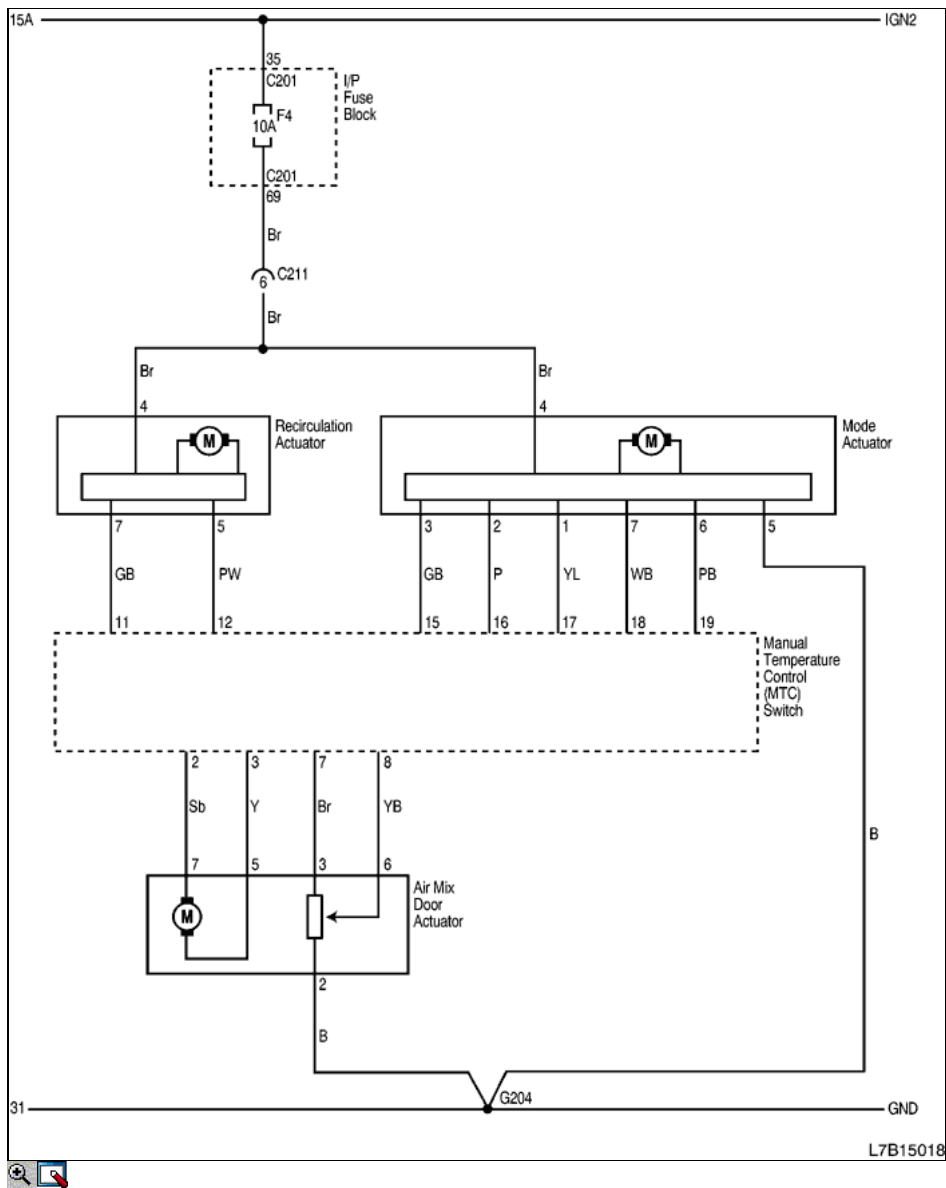 15A
IGN2
35
C201
I/P
Fuse
Block
F4
10A
C201
69
Br
C211
6
Br
Br
Br
4
4
Recirculation
Actuator
M
Mode
Actuator
M
7
5
3
2
1
7
6
5
GB
PW
GB
P
YL
WB
PB
11
12
15
16
17
18
19
Manual
Temperature
Control
(MTC)
Switch
2
3
7
8
Sb
Y
Br
YB
B
7
5
3
6
Air Mix
Door
Actuator
M
2
B
G204
31
GND
L7B15018